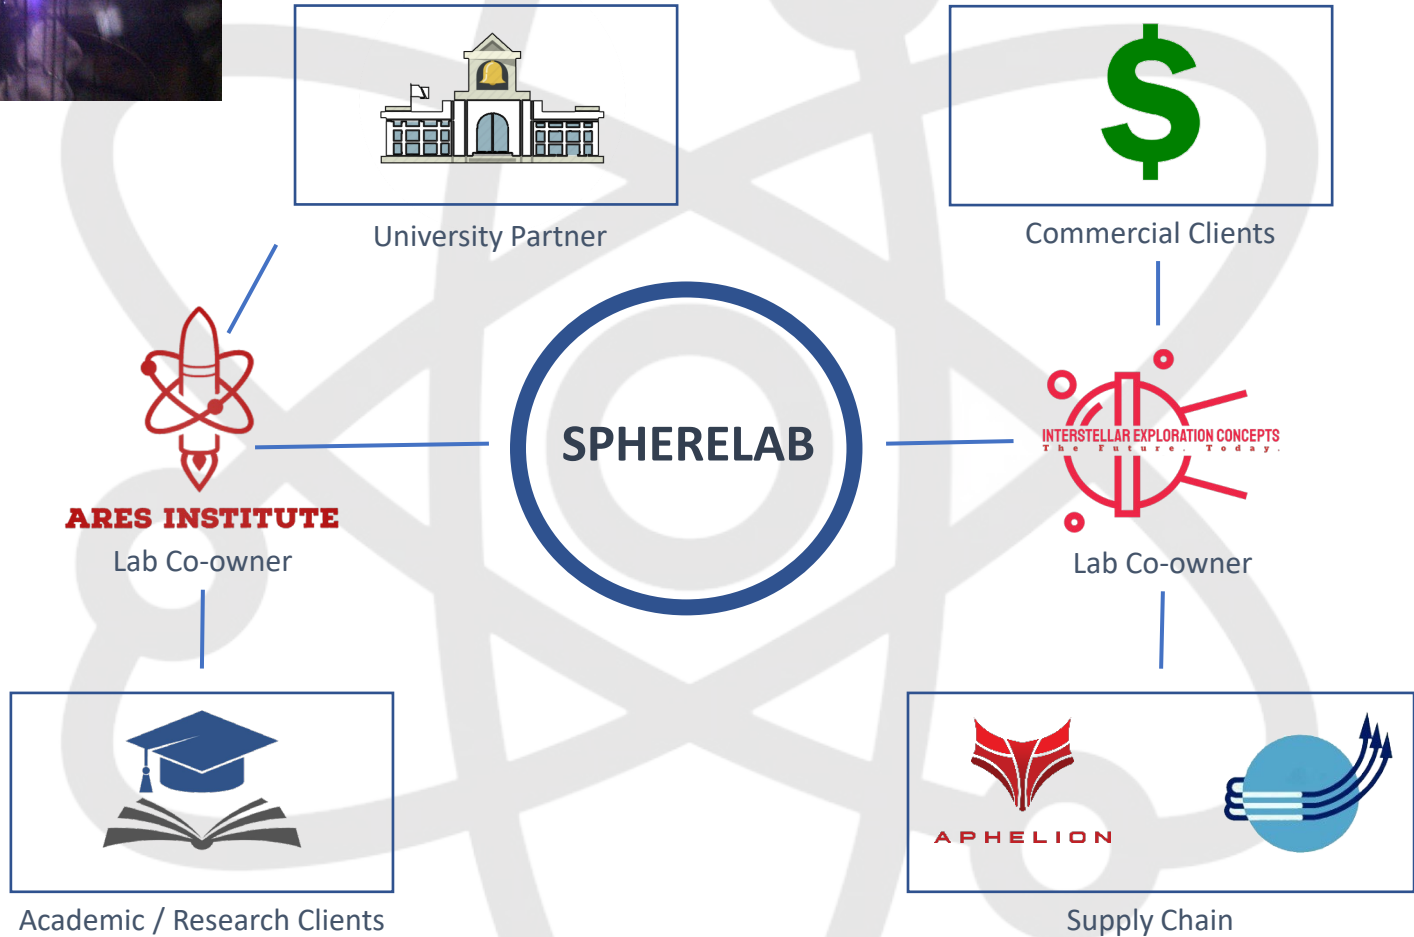 University Partner
Commercial Clients
SPHERELAB
INTERSTELLAR EXPLORATION CONCEPTS
The Future. Today.
ARES INSTITUTE
Lab Co-owner
Lab Co-owner
APHELION
Academic / Research Clients
Supply Chain